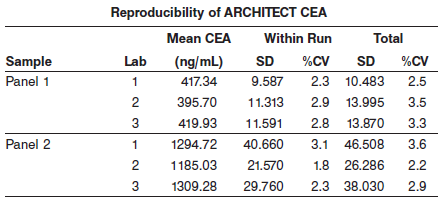 Reproducibility of ARCHITECT CEA
Mean CEA Within Run Total
Sample Lab (ng/mL) SD %CV SD %CV
Panel 1 1 417.34 9.587 2.3 10.483 2.5
2 395.70 11.313 2.9 13.995 3.5
3 419.93 11.591 2.8 13.870 3.3
Panel 2 1 1294.72 40.660 3.1 46.508 3.6
2 1185.03 21.570 1.8 26.286 2.2
3 1309.28 29.760 2.3 38.030 2.9